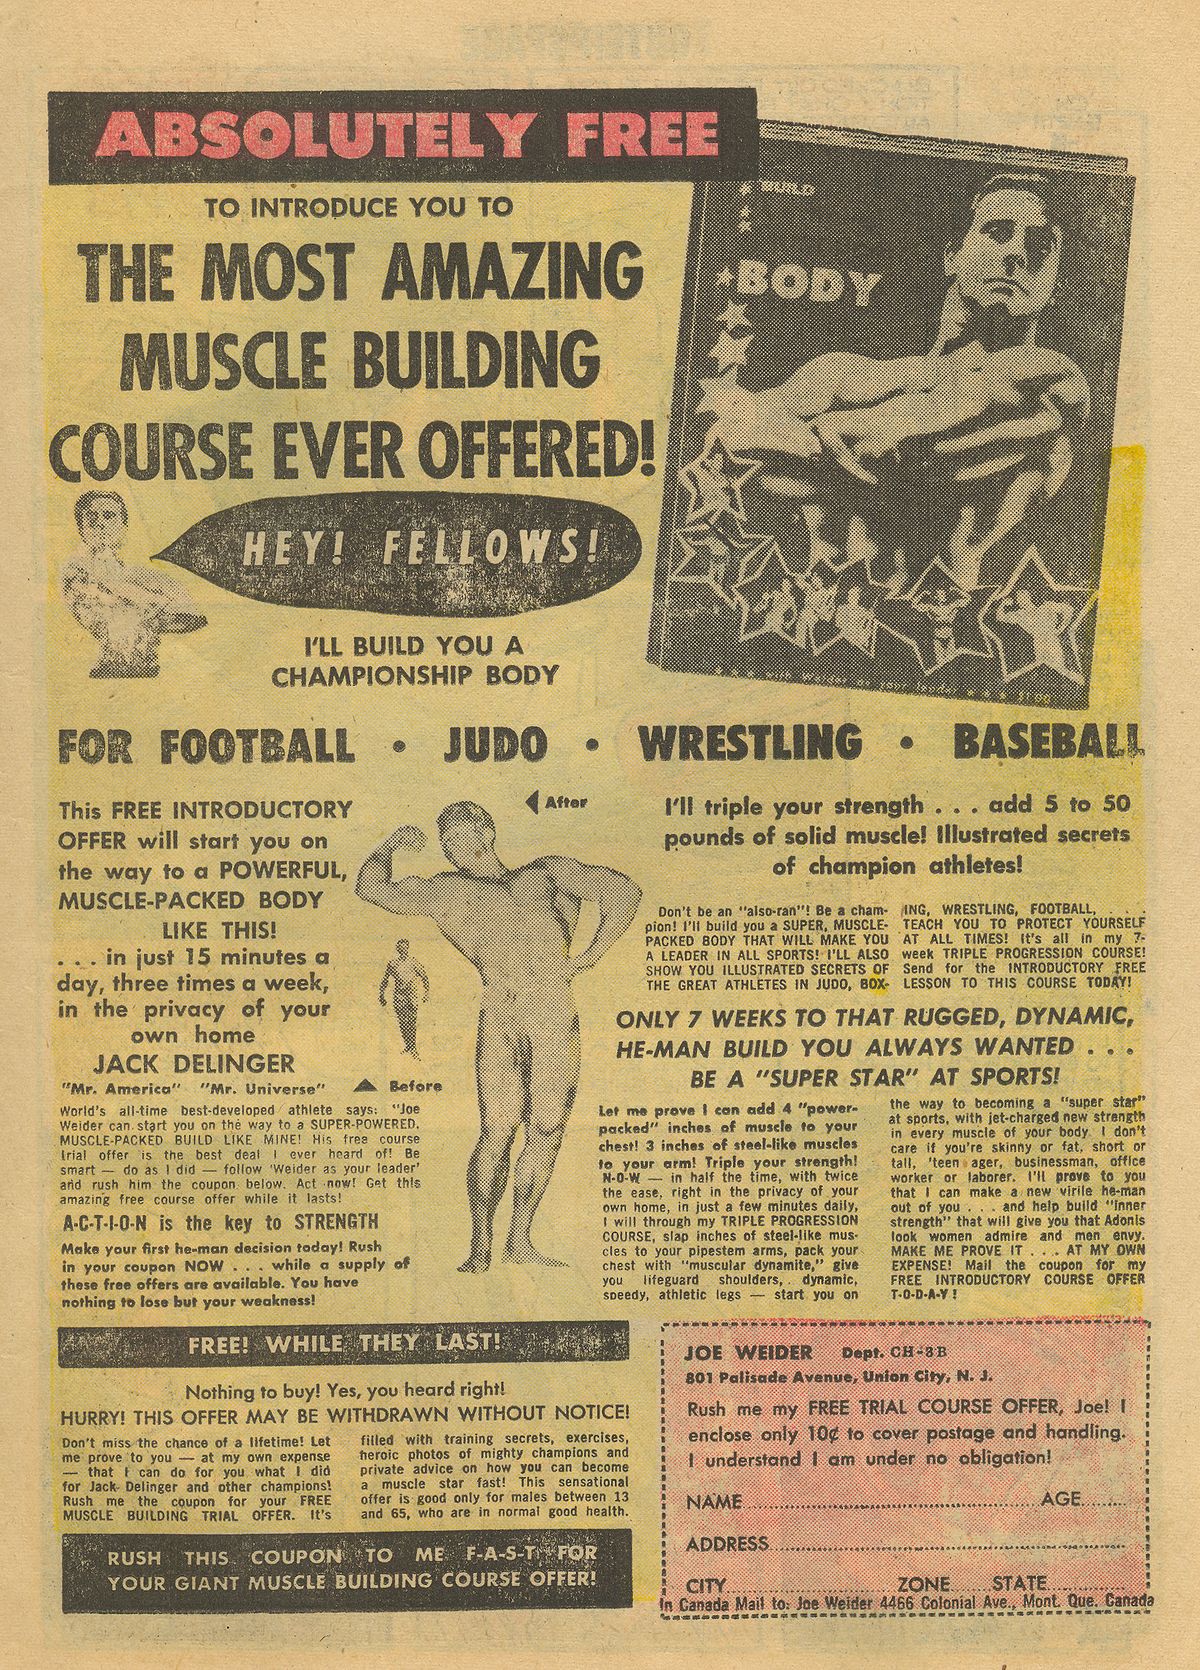 ABSOLUTELY FREE
TO INTRODUCE YOU TO
THE MOST AMAZING
MUSCLE BUILDING
COURSE EVER OFFERED!
BUILD
BODY
HEY! FELLOWS!
I'LL BUILD YOU A
CHAMPIONSHIP BODY
FOR FOOTBALL • JUDO • WRESTLING • BASEBALL
This FREE INTRODUCTORY
OFFER will start you on
the way to a POWERFUL,
MUSCLE-PACKED BODY
LIKE THIS!
. . . in just 15 minutes a
day, three times a week,
in the privacy of your
own home
JACK DELINGER
"Mr. America" "Mr. Universe"
World's all-time best-developed athlete says: "Joe
Weider can start you on the way to a SUPER-POWERED,
MUSCLE-PACKED BUILD LIKE MINE! His free course
trial offer is the best deal I ever heard of! Be
smart — do as I did — follow 'Weider as your leader'
and rush him the coupon below. Act now! Get this
amazing free course offer while it lasts!
A-C-T-I-O-N is the key to STRENGTH
Make your first he-man decision today! Rush
in your coupon NOW . . . while a supply of
these free offers are available. You have
nothing to lose but your weakness!
After
Before
I'll triple your strength . . . add 5 to 50
pounds of solid muscle! Illustrated secrets
of champion athletes!
Don't be an "also-ran"! Be a cham-
pion! I'll build you a SUPER, MUSCLE-
PACKED BODY THAT WILL MAKE YOU
A LEADER IN ALL SPORTS! I'LL ALSO
SHOW YOU ILLUSTRATED SECRETS OF
THE GREAT ATHLETES IN JUDO, BOX-
ING, WRESTLING, FOOTBALL, . . .
TEACH YOU TO PROTECT YOURSELF
AT ALL TIMES! It's all in my 7-
week TRIPLE PROGRESSION COURSE!
Send for the INTRODUCTORY FREE
LESSON TO THIS COURSE TODAY!
ONLY 7 WEEKS TO THAT RUGGED, DYNAMIC,
HE-MAN BUILD YOU ALWAYS WANTED . . .
BE A "SUPER STAR" AT SPORTS!
Let me prove I can add 4 "power-
packed" inches of muscle to your
chest! 3 inches of steel-like muscles
to your arm! Triple your strength!
N-O-W — in half the time, with twice
the ease, right in the privacy of your
own home, in just a few minutes daily,
I will through my TRIPLE PROGRESSION
COURSE, slap inches of steel-like mus-
cles to your pipestem arms, pack your
chest with "muscular dynamite," give
you lifeguard shoulders, dynamic,
speedy, athletic legs — start you on
the way to becoming a "super star"
at sports, with jet-charged new strength
in every muscle of your body. I don't
care if you're skinny or fat, short or
tall, 'teen ager, businessman, office
worker or laborer. I'll prove to you
that I can make a new virile he-man
out of you . . . and help build "inner
strength" that will give you that Adonis
look women admire and men envy.
MAKE ME PROVE IT . . . AT MY OWN
EXPENSE! Mail the coupon for my
FREE INTRODUCTORY COURSE OFFER
T-O-D-A-Y!
FREE! WHILE THEY LAST!
Nothing to buy! Yes, you heard right!
HURRY! THIS OFFER MAY BE WITHDRAWN WITHOUT NOTICE!
Don't miss the chance of a lifetime! Let
me prove to you — at my own expense
— that I can do for you what I did
for Jack Delinger and other champions!
Rush me the coupon for your FREE
MUSCLE BUILDING TRIAL OFFER. It's
filled with training secrets, exercises,
heroic photos of mighty champions and
private advice on how you can become
a muscle star fast! This sensational
offer is good only for males between 13
and 65, who are in normal good health.
RUSH THIS COUPON TO ME F-A-S-T FOR
YOUR GIANT MUSCLE BUILDING COURSE OFFER!
JOE WEIDER Dept. CH-8B
801 Palisade Avenue, Union City, N. J.
Rush me my FREE TRIAL COURSE OFFER, Joe! I
enclose only 10¢ to cover postage and handling.
I understand I am under no obligation!
NAME AGE
ADDRESS
CITY ZONE STATE
In Canada Mail to: Joe Weider 4466 Colonial Ave., Mont. Que. Canada